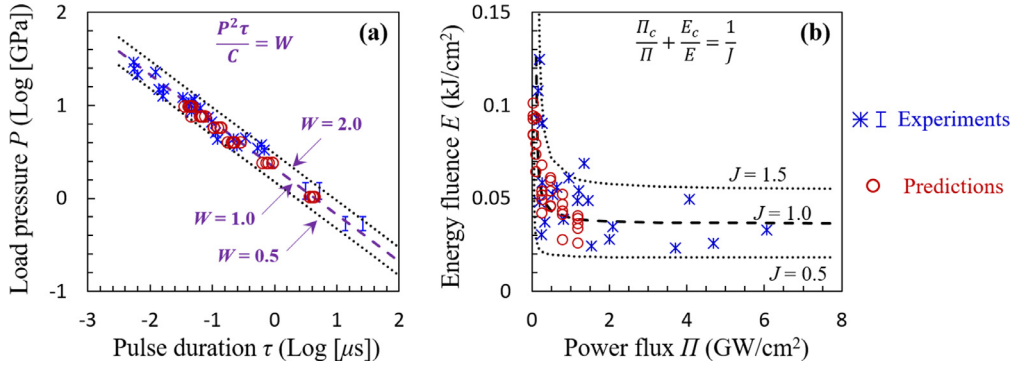 (a)
P²τ/C = W
Load pressure P (Log [GPa])
2
1
0
-1
W = 2.0
W = 1.0
W = 0.5
-3 -2 -1 0 1 2
Pulse duration τ (Log [μs])
(b)
Π_c/Π + E_c/E = 1/J
Energy fluence E (kJ/cm²)
0.15
0.1
0.05
0
J = 1.5
J = 1.0
J = 0.5
0 2 4 6 8
Power flux Π (GW/cm²)
Experiments
Predictions